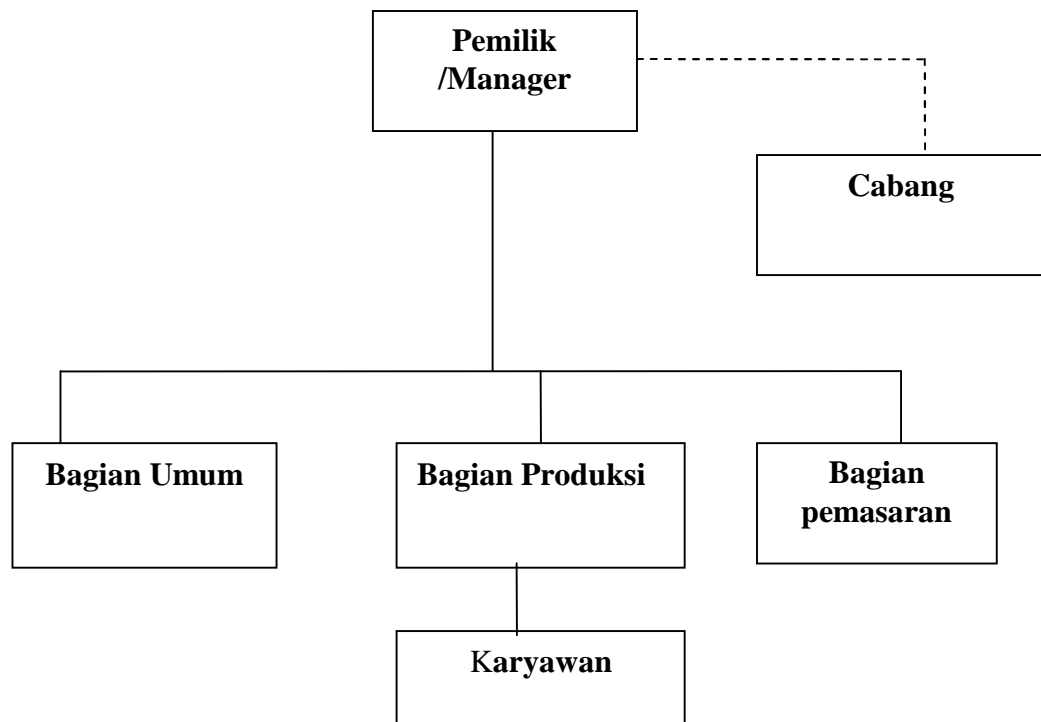 Pemilik
/Manager
Cabang
Bagian Umum
Bagian Produksi
Bagian
pemasaran
Karyawan